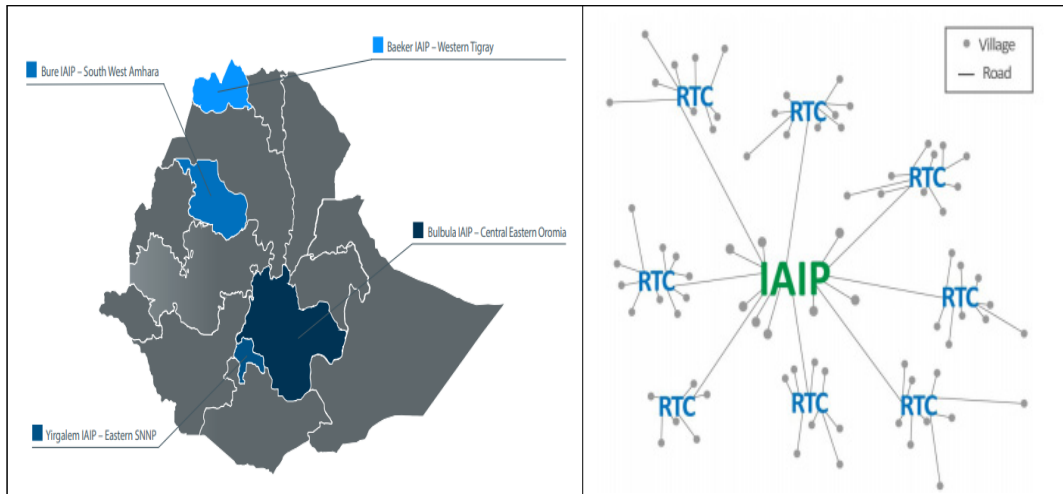 Baeker IAIP – Western Tigray
Bure IAIP – South West Amhara
Bulbula IAIP – Central Eastern Oromia
Yirgalem IAIP – Eastern SNNP
Village
Road
RTC
RTC
RTC
RTC
IAIP
RTC
RTC
RTC
RTC